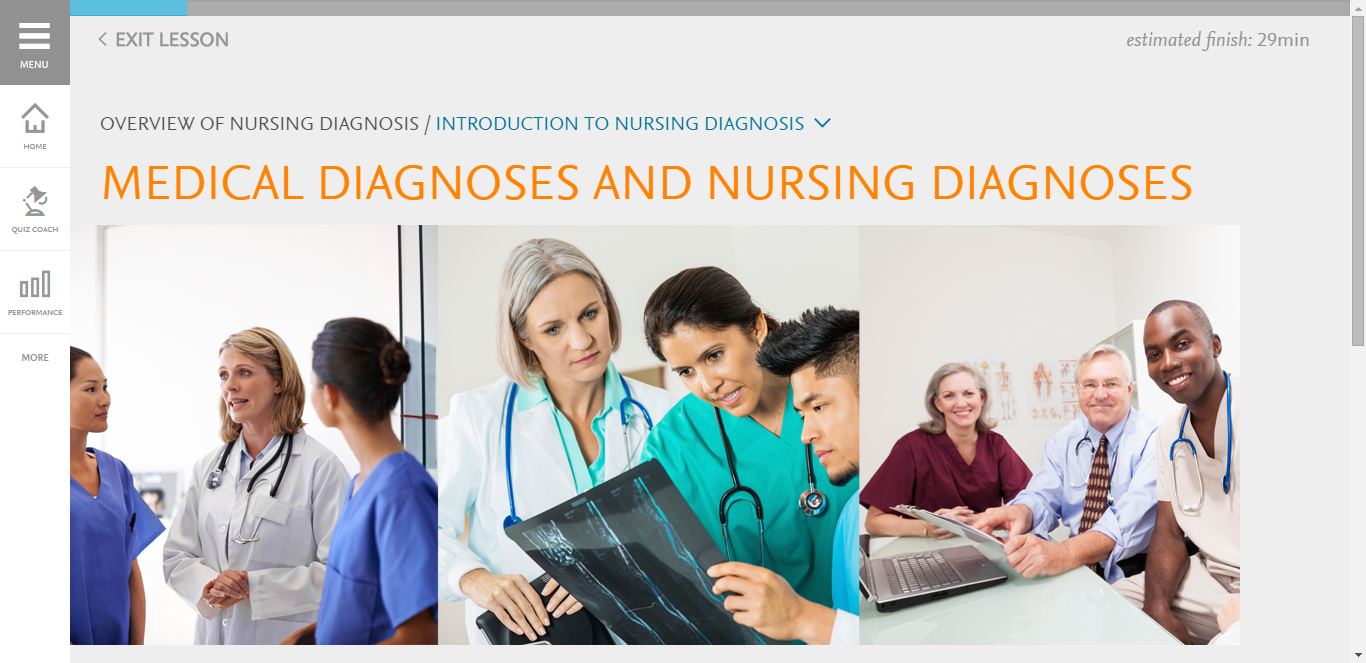 MENU
HOME
QUIZ COACH
PERFORMANCE
MORE
EXIT LESSON
estimated finish: 29min
OVERVIEW OF NURSING DIAGNOSIS / INTRODUCTION TO NURSING DIAGNOSIS
MEDICAL DIAGNOSES AND NURSING DIAGNOSES